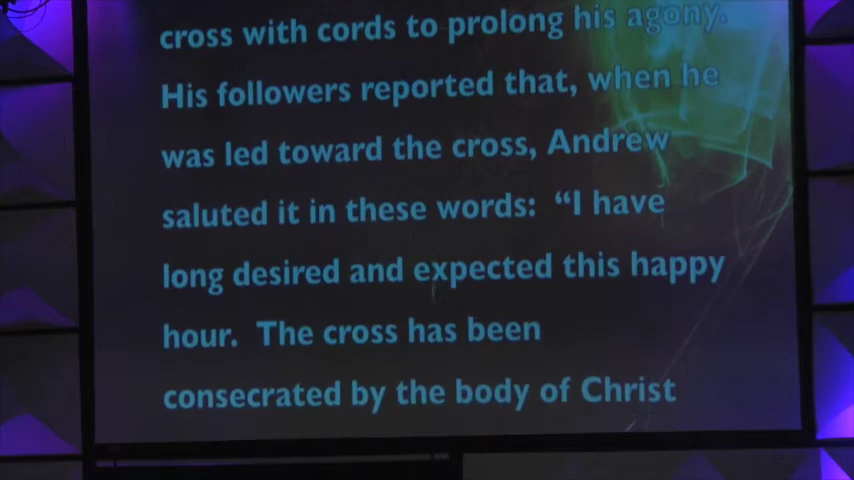 cross with cords to prolong his agony.
His followers reported that, when he
was led toward the cross, Andrew
saluted it in these words:  “I have
long desired and expected this happy
hour.  The cross has been
consecrated by the body of Christ